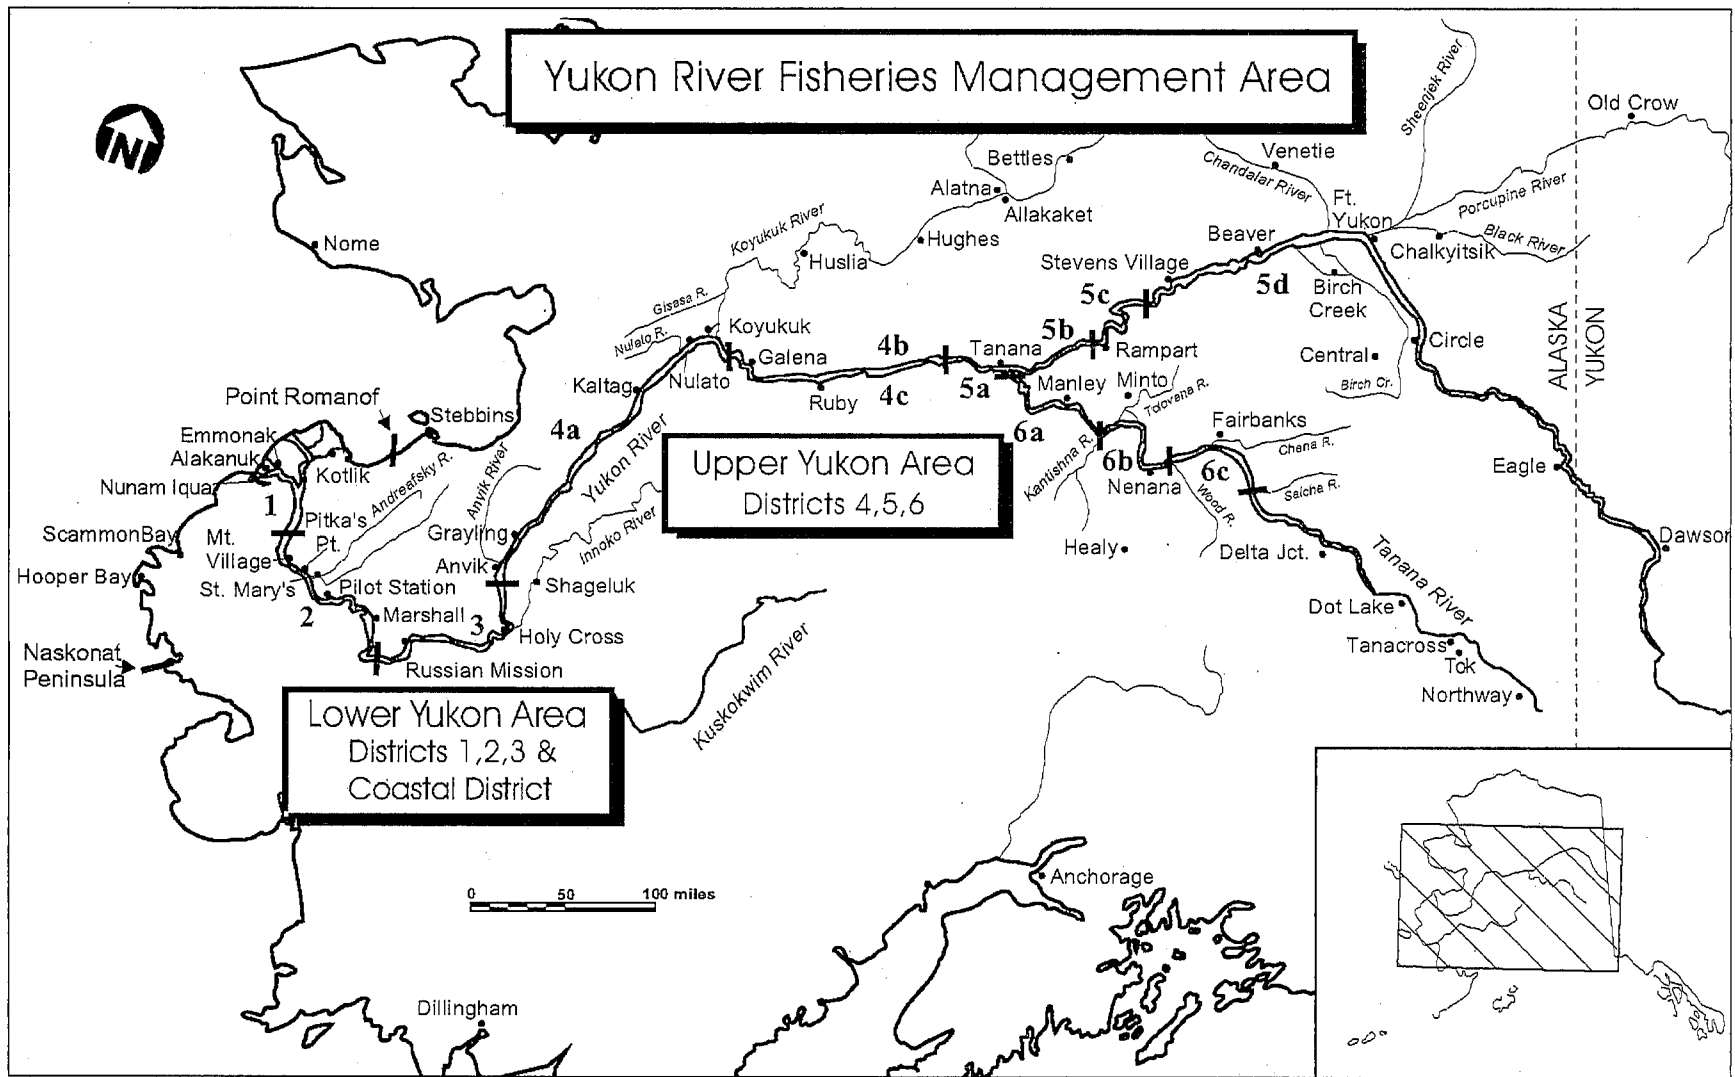 Yukon River Fisheries Management Area
N
Sheenjek River
Old Crow
Bettles
Venetie
Chandalar River
Alatna
Allakaket
Ft.
Yukon
Porcupine River
Koyukuk River
Nome
Hughes
Huslia
Beaver
Chalkyitsik
Black River
Stevens Village
5c
5d
Birch
Creek
Gisasa R.
Nulato R.
Koyukuk
Galena
Nulato
4b
4c
Ruby
Tanana
5a
5b
Rampart
Circle
Central
Birch Cr.
ALASKA
YUKON
Kaltag
4a
Yukon River
Manley
Minto
Tolovana R.
6a
Point Romanof
Stebbins
Emmonak
Alakanuk
Kotlik
Nunam Iqua
Andreafsky R.
Anvik River
Upper Yukon Area
Districts 4,5,6
Kantishna R.
6b
Nenana
6c
Fairbanks
Chena R.
Salcha R.
Wood R.
Eagle
1
Pitka's
Pt.
Scammon Bay
Mt.
Village
Hooper Bay
St. Mary's
Pilot Station
2
Marshall
3
Grayling
Anvik
Innoko River
Shageluk
Holy Cross
Russian Mission
Healy
Delta Jct.
Tanana River
Dawson
Dot Lake
Tanacross
Tok
Northway
Naskonat
Peninsula
Kuskokwim River
Lower Yukon Area
Districts 1,2,3 &
Coastal District
0 50 100 miles
Anchorage
Dillingham